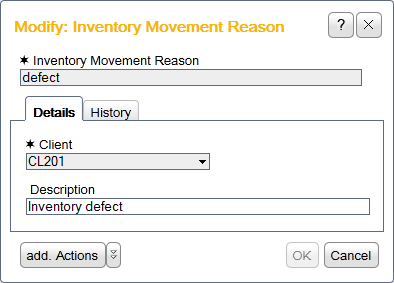 Modify: Inventory Movement Reason
?
✶ Inventory Movement Reason
defect
Details History
✶ Client
CL201
Description
Inventory defect
add. Actions OK Cancel